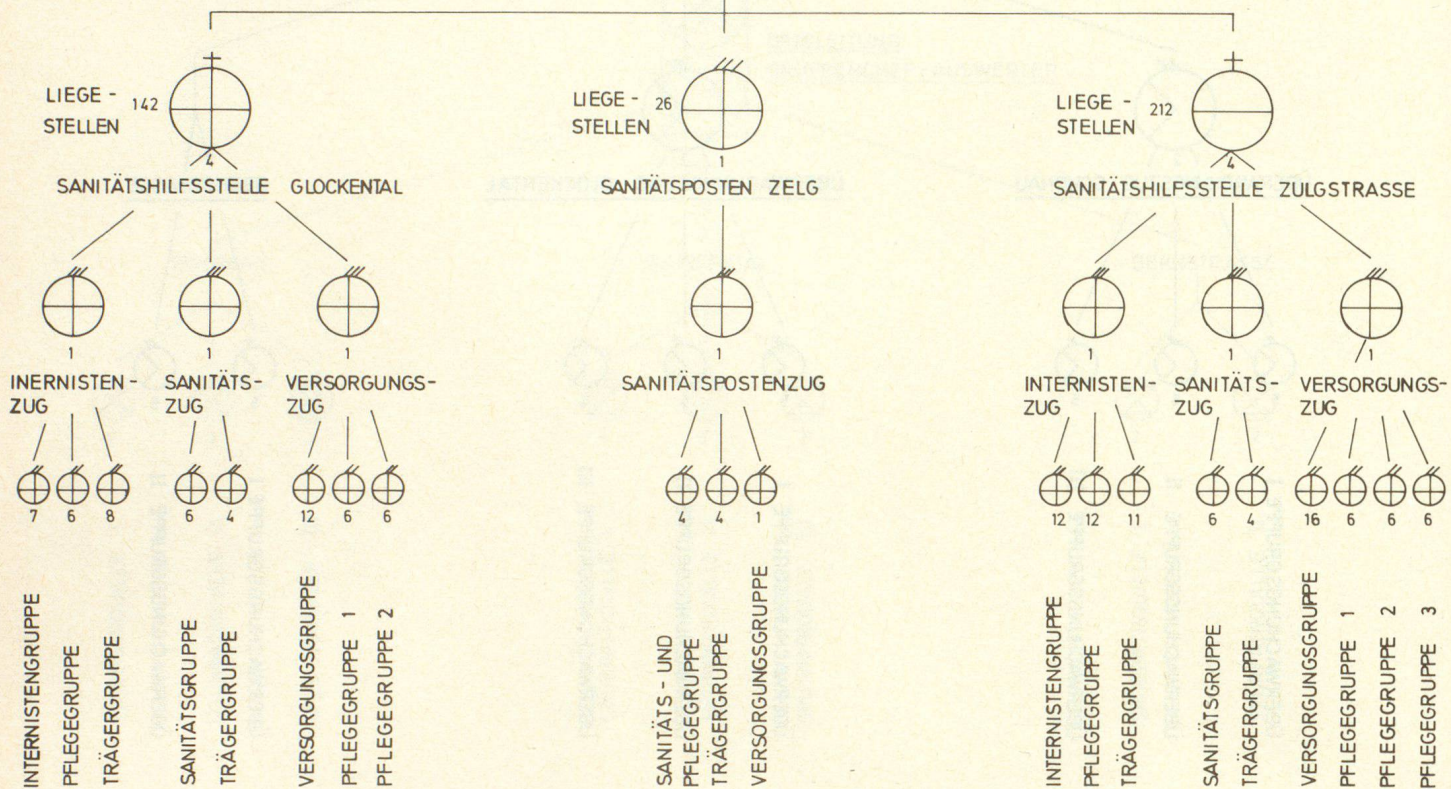 LIEGE -
STELLEN
142
4
SANITÄTSHILFSSTELLE GLOCKENTAL
LIEGE -
STELLEN
26
1
SANITÄTSPOSTEN ZELG
LIEGE -
STELLEN
212
4
SANITÄTSHILFSSTELLE ZULGSTRASSE
1
INERNISTEN-
ZUG
1
SANITÄTS-
ZUG
1
VERSORGUNGS-
ZUG
1
SANITÄTSPOSTENZUG
1
INTERNISTEN-
ZUG
1
SANITÄTS-
ZUG
1
VERSORGUNGS-
ZUG
7 6 8 6 4 12 6 6
4 4 1
12 12 11 6 4 16 6 6 6
INTERNISTENGRUPPE
PFLEGEGRUPPE
TRÄGERGRUPPE
SANITÄTSGRUPPE
TRÄGERGRUPPE
VERSORGUNGSGRUPPE
PFLEGEGRUPPE 1
PFLEGEGRUPPE 2
SANITÄTS - UND
PFLEGEGRUPPE
TRÄGERGRUPPE
VERSORGUNGSGRUPPE
INTERNISTENGRUPPE
PFLEGEGRUPPE
TRÄGERGRUPPE
SANITÄTSGRUPPE
TRÄGERGRUPPE
VERSORGUNGSGRUPPE
PFLEGEGRUPPE 1
PFLEGEGRUPPE 2
PFLEGEGRUPPE 3